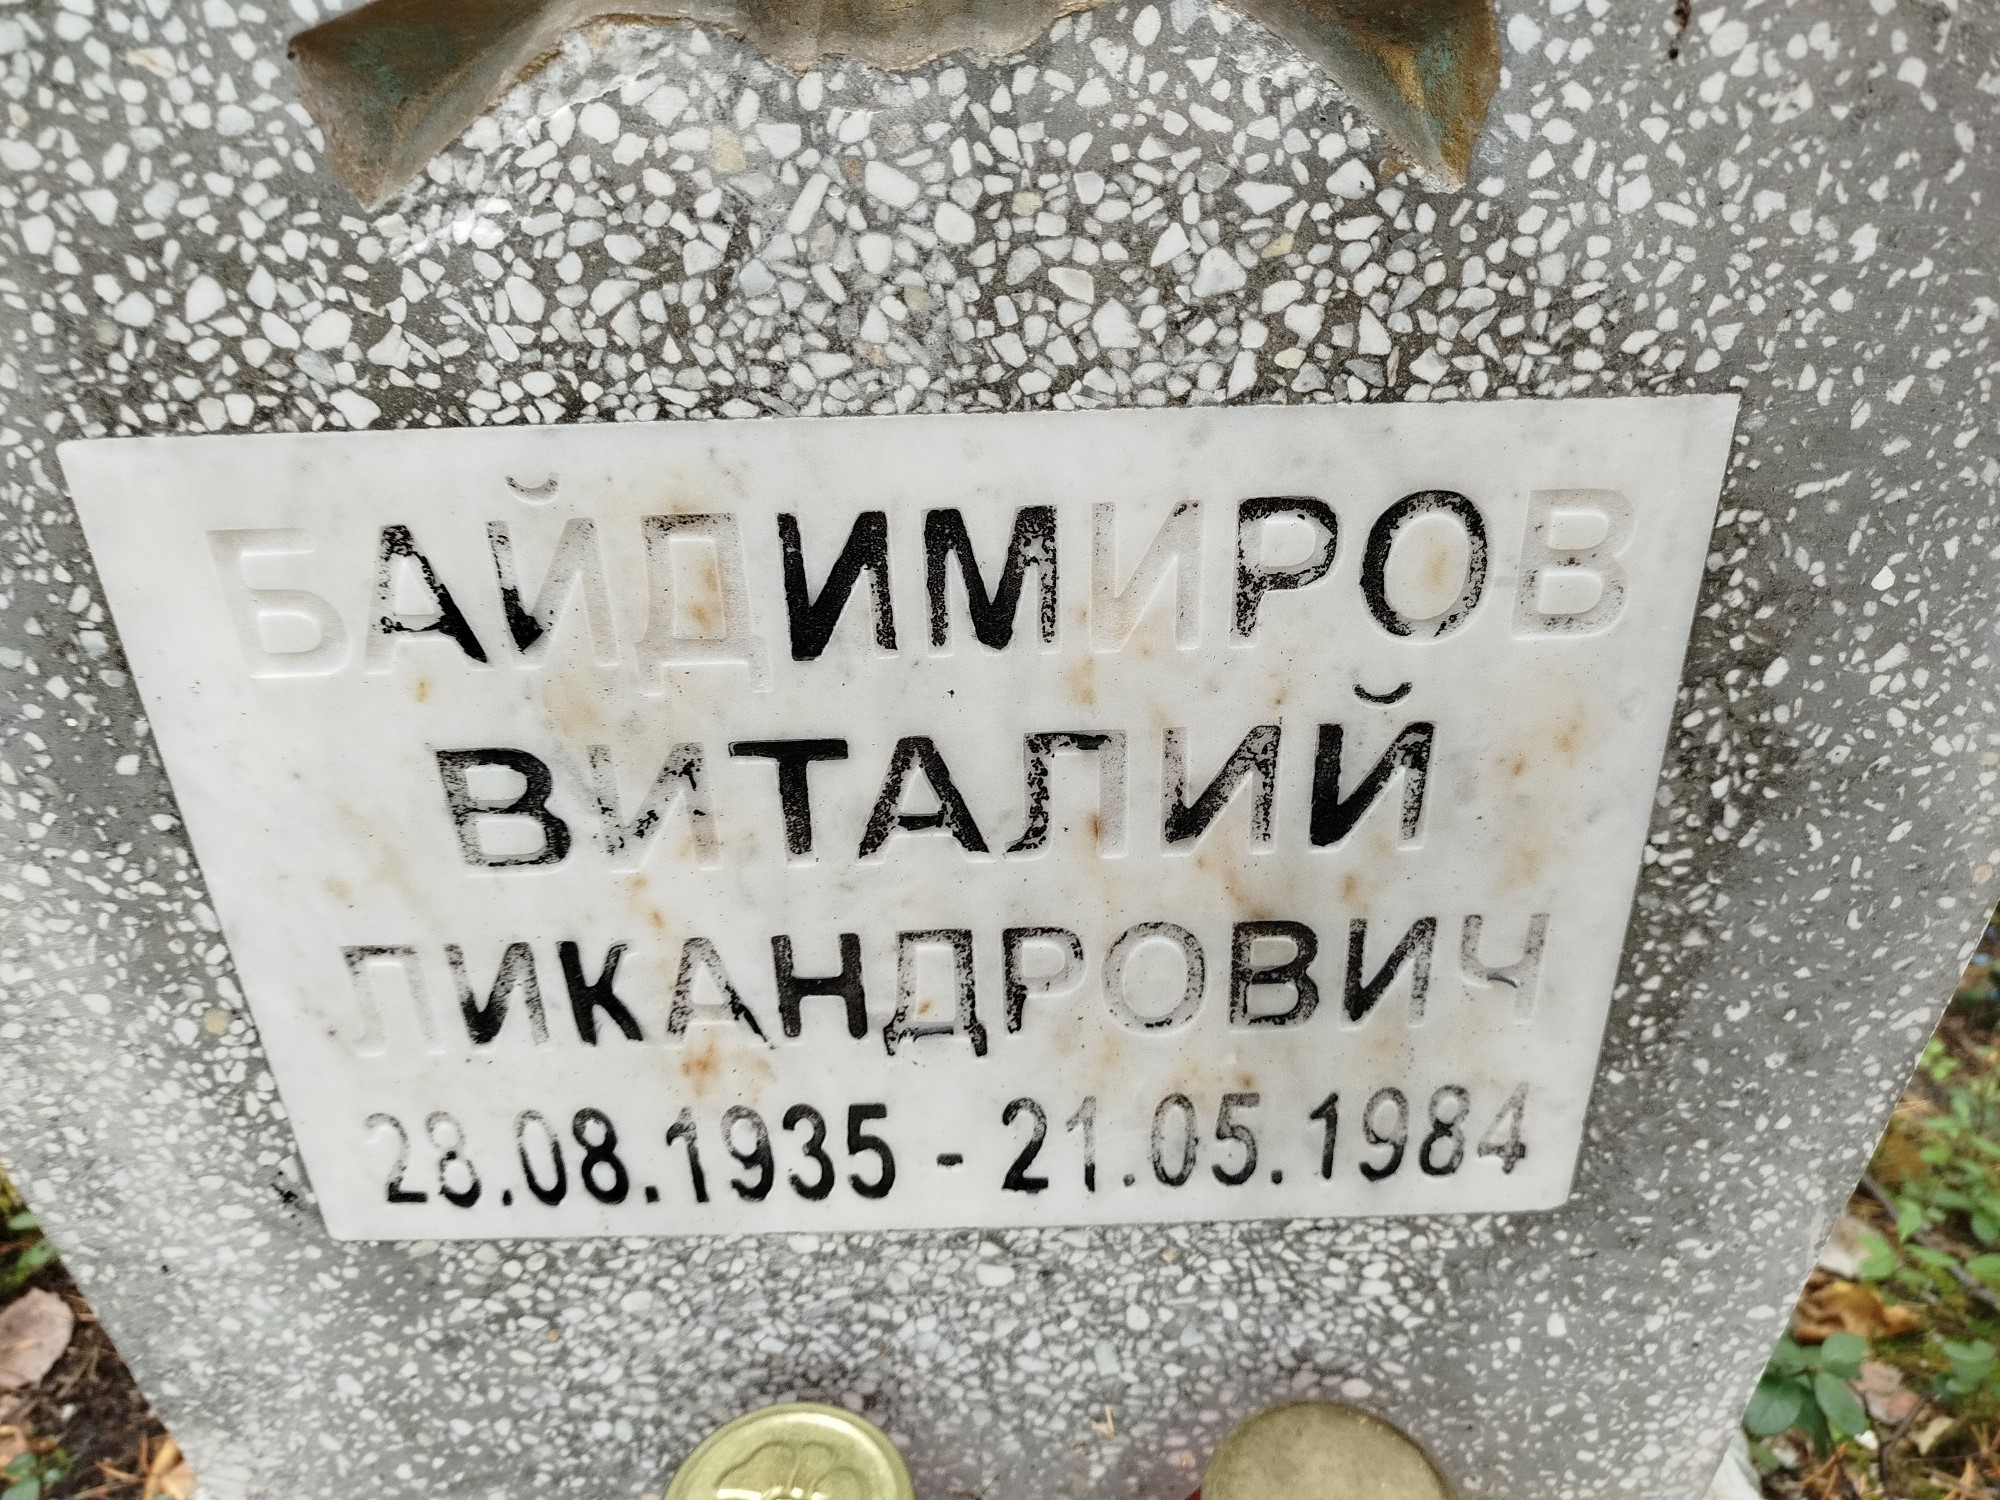 БАЙДИМИРОВ
ВИТАЛИЙ
ЛИКАНДРОВИЧ
28.08.1935 - 21.05.1984